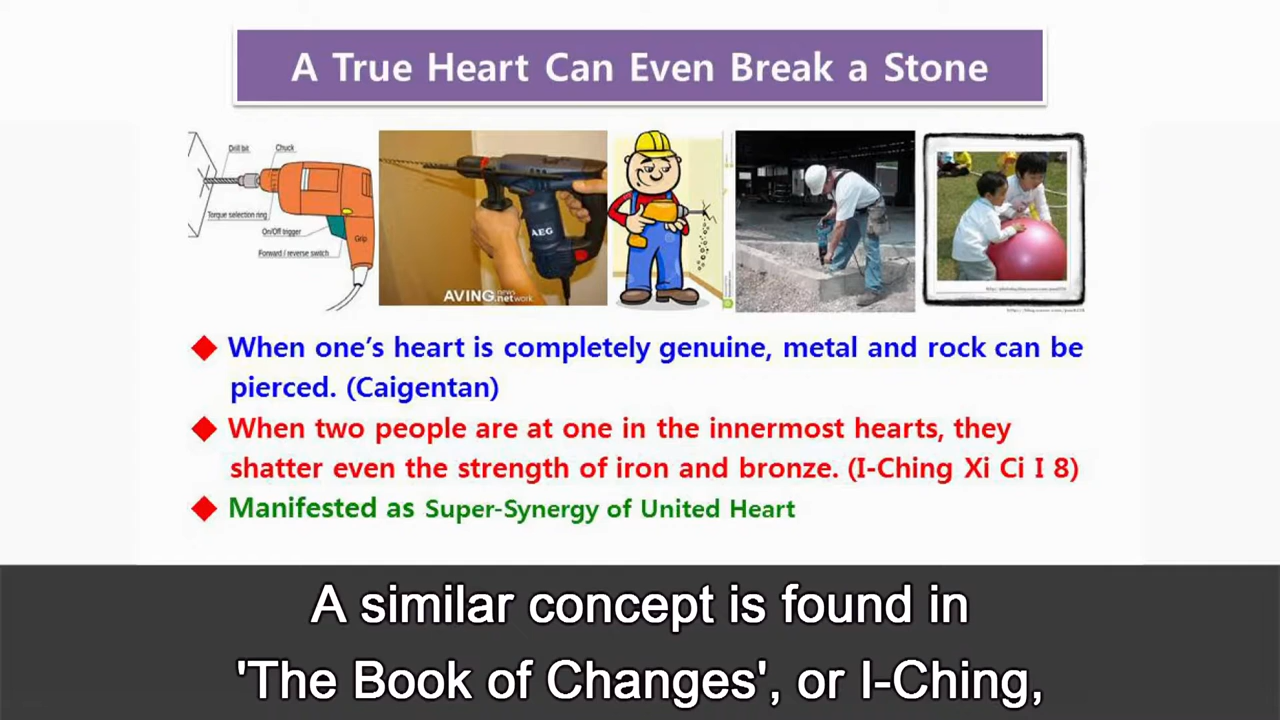 A True Heart Can Even Break a Stone
Drill bit
Chuck
Torque selection ring
On/Off trigger
Forward / reverse switch
Grip
AEG
AVING news network
When one's heart is completely genuine, metal and rock can be
pierced. (Caigentan)
When two people are at one in the innermost hearts, they
shatter even the strength of iron and bronze. (I-Ching Xi Ci I 8)
Manifested as Super-Synergy of United Heart
A similar concept is found in
'The Book of Changes', or I-Ching,